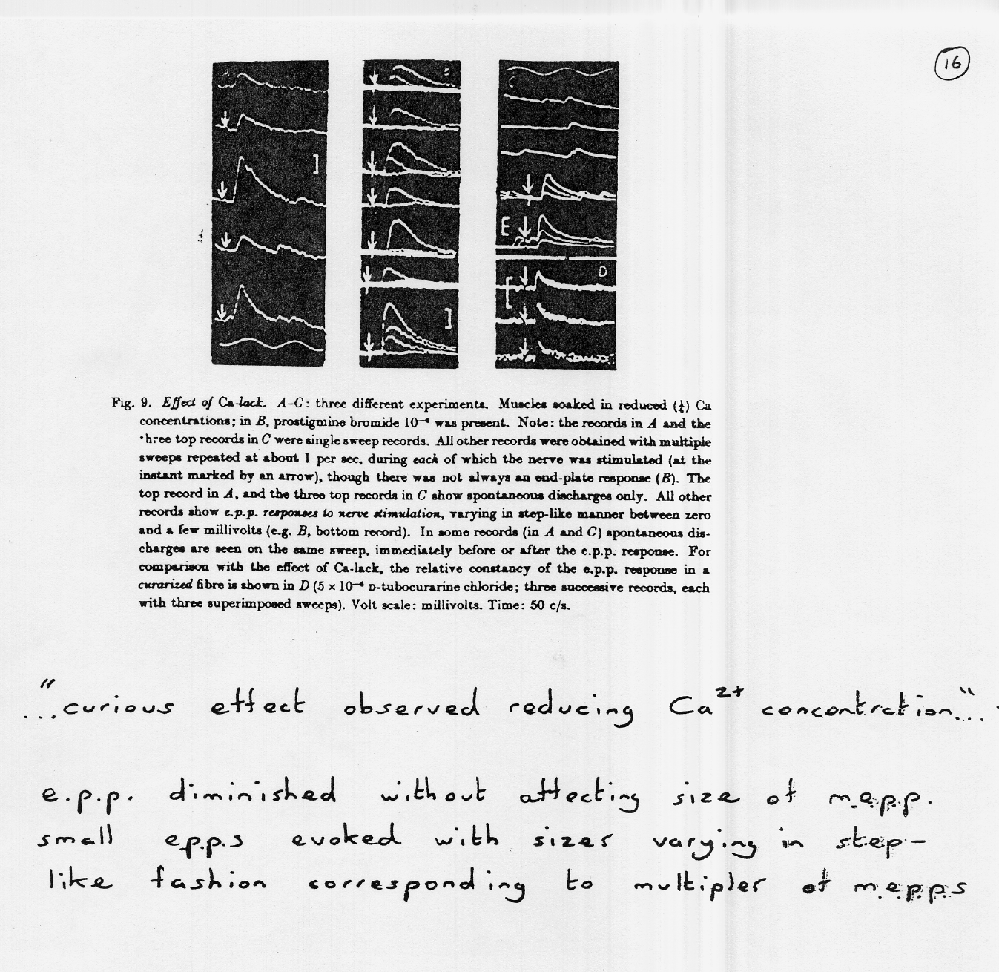 16
A
B
C
D
Fig. 9. Effect of Ca-lack. A–C: three different experiments. Muscles soaked in reduced (¼) Ca
concentrations; in B, prostigmine bromide 10⁻⁶ was present. Note: the records in A and the
three top records in C were single sweep records. All other records were obtained with multiple
sweeps repeated at about 1 per sec, during each of which the nerve was stimulated (at the
instant marked by an arrow), though there was not always an end-plate response (B). The
top record in A, and the three top records in C show spontaneous discharges only. All other
records show e.p.p. responses to nerve stimulation, varying in step-like manner between zero
and a few millivolts (e.g. B, bottom record). In some records (in A and C) spontaneous dis-
charges are seen on the same sweep, immediately before or after the e.p.p. response. For
comparison with the effect of Ca-lack, the relative constancy of the e.p.p. response in a
curarized fibre is shown in D (5 × 10⁻⁶ D-tubocurarine chloride; three successive records, each
with three superimposed sweeps). Volt scale: millivolts. Time: 50 c/s.
"...curious effect observed reducing Ca²⁺ concentration"...
e.p.p. diminished without affecting size of m.e.p.p.
small e.p.p.s evoked with sizes varying in step-
like fashion corresponding to multiples of m.e.p.p.s